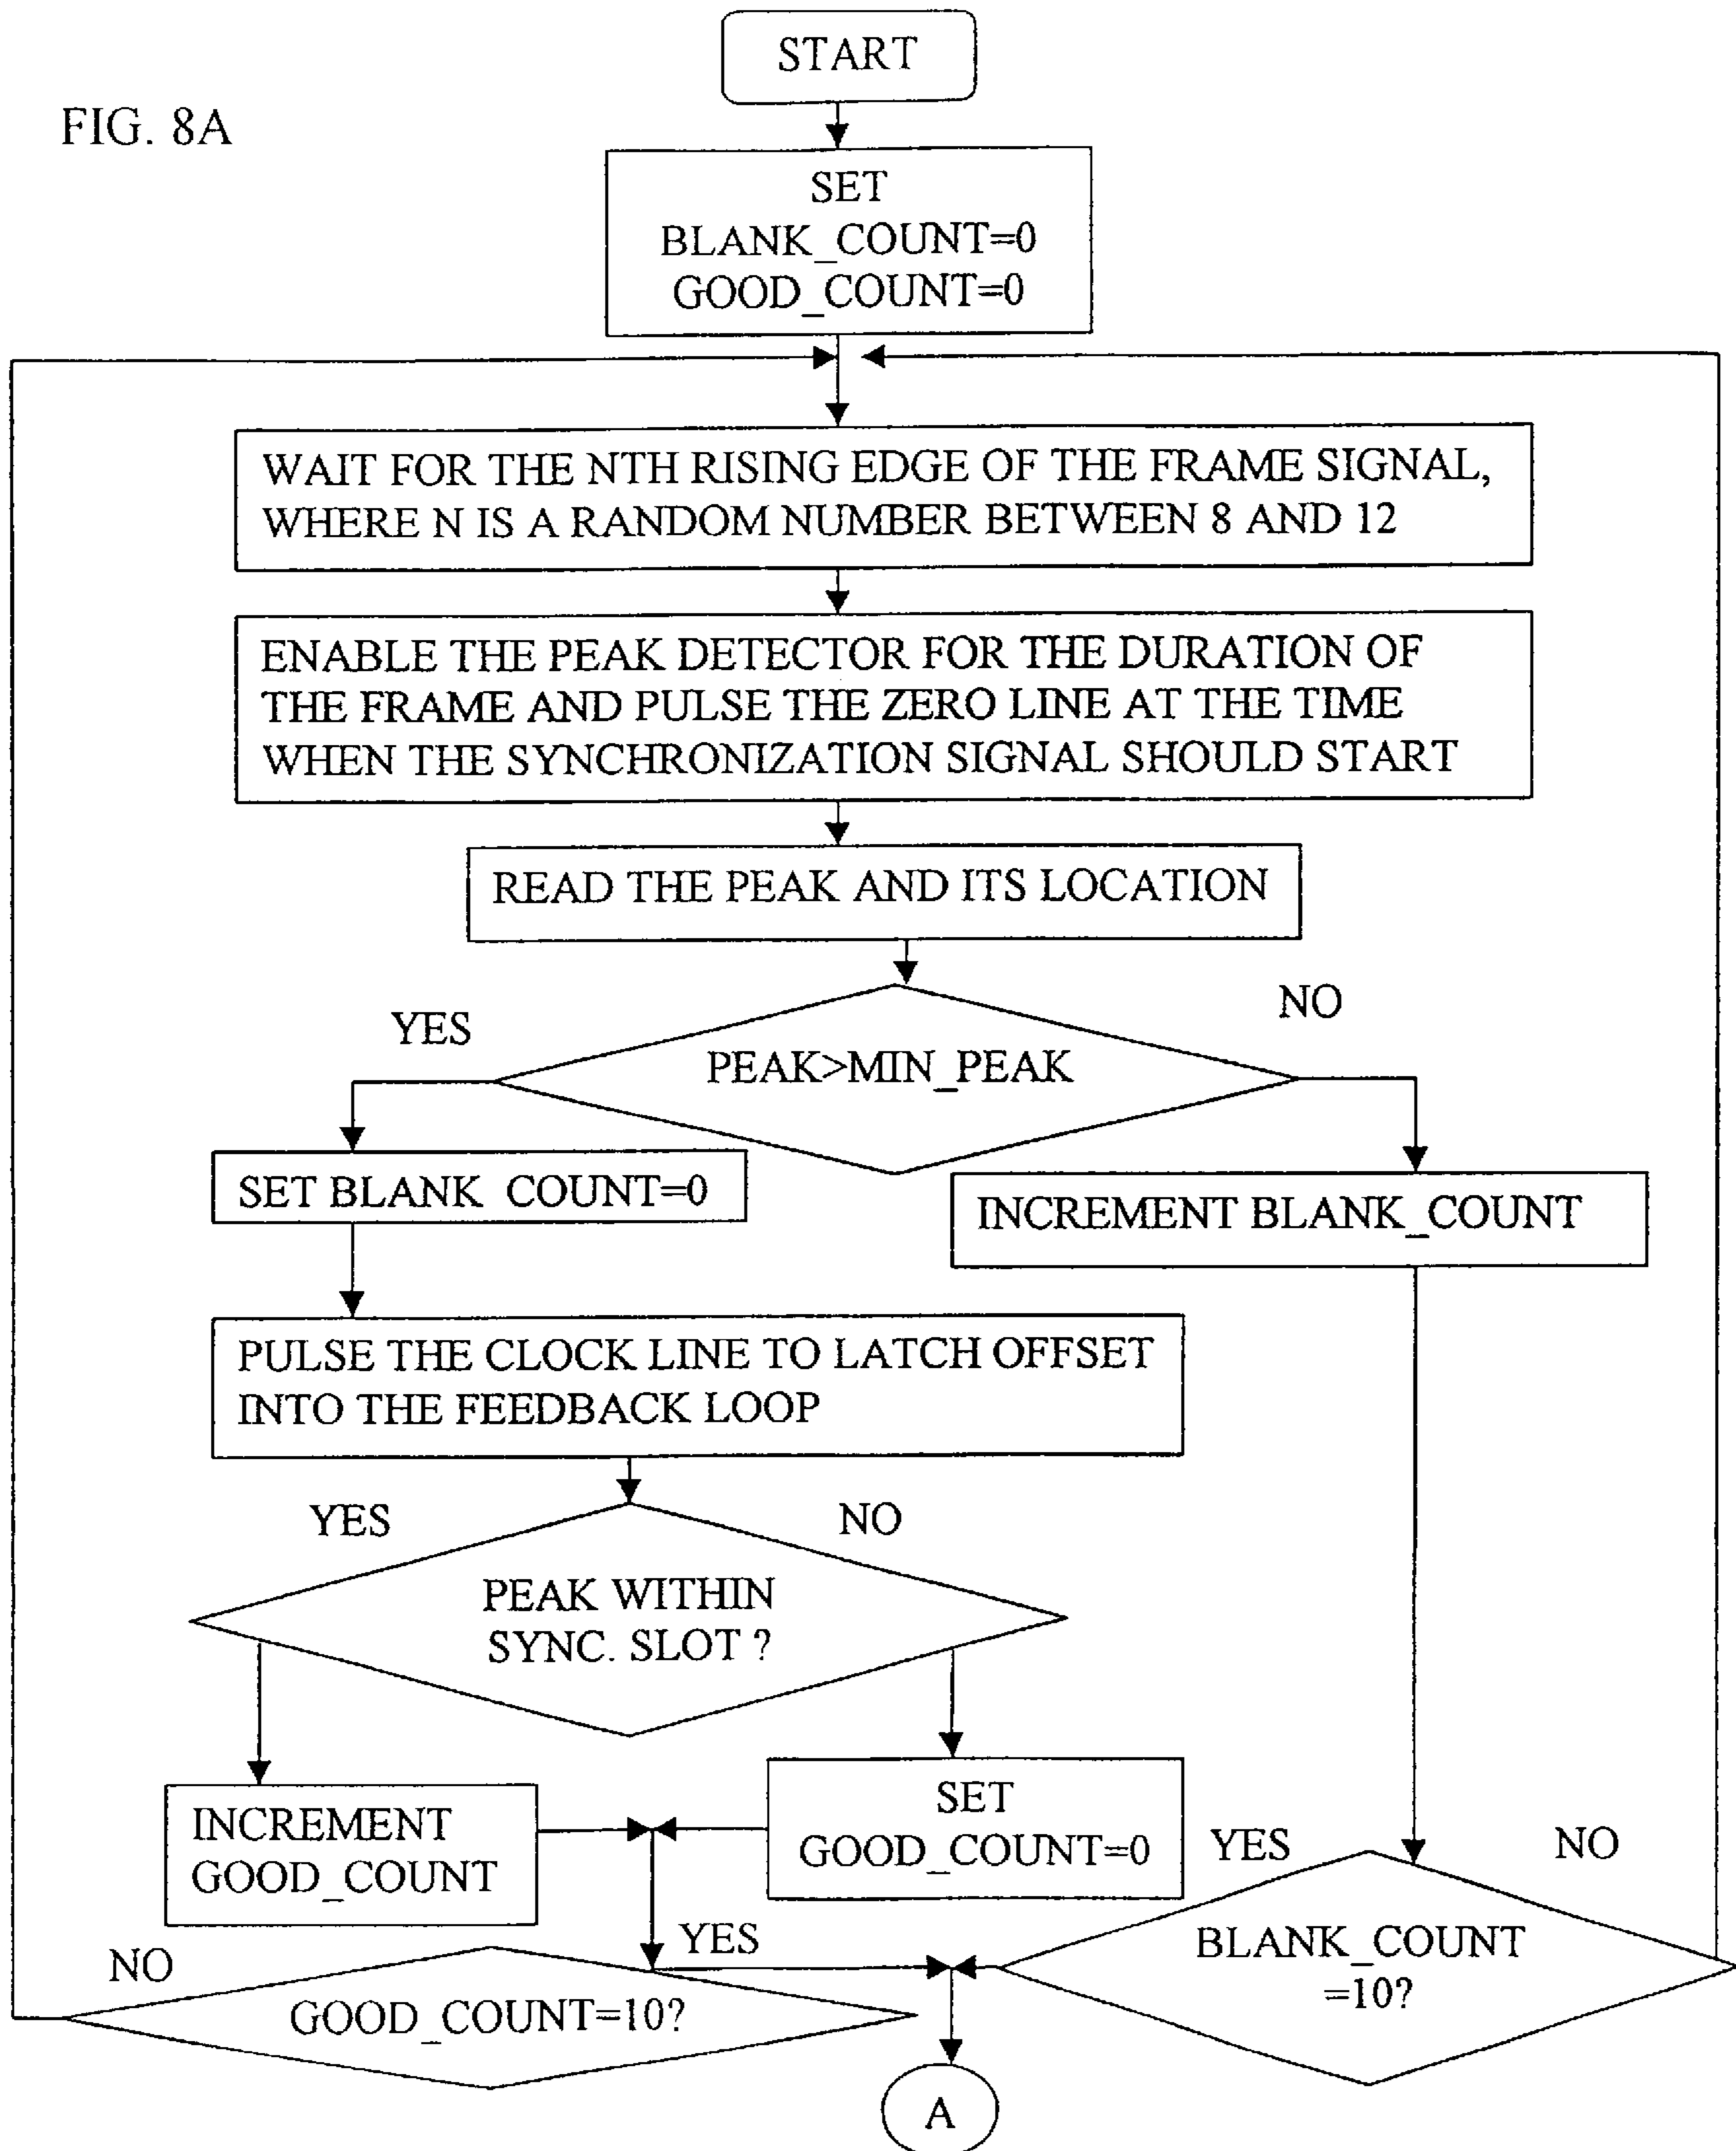 START
FIG. 8A
SET
BLANK_COUNT=0
GOOD_COUNT=0
WAIT FOR THE NTH RISING EDGE OF THE FRAME SIGNAL,
WHERE N IS A RANDOM NUMBER BETWEEN 8 AND 12
ENABLE THE PEAK DETECTOR FOR THE DURATION OF
THE FRAME AND PULSE THE ZERO LINE AT THE TIME
WHEN THE SYNCHRONIZATION SIGNAL SHOULD START
READ THE PEAK AND ITS LOCATION
YES
NO
PEAK>MIN_PEAK
SET BLANK COUNT=0
INCREMENT BLANK_COUNT
PULSE THE CLOCK LINE TO LATCH OFFSET
INTO THE FEEDBACK LOOP
YES
NO
PEAK WITHIN
SYNC. SLOT ?
INCREMENT
GOOD_COUNT
SET
GOOD_COUNT=0
YES
NO
BLANK_COUNT
=10?
NO
YES
GOOD_COUNT=10?
A